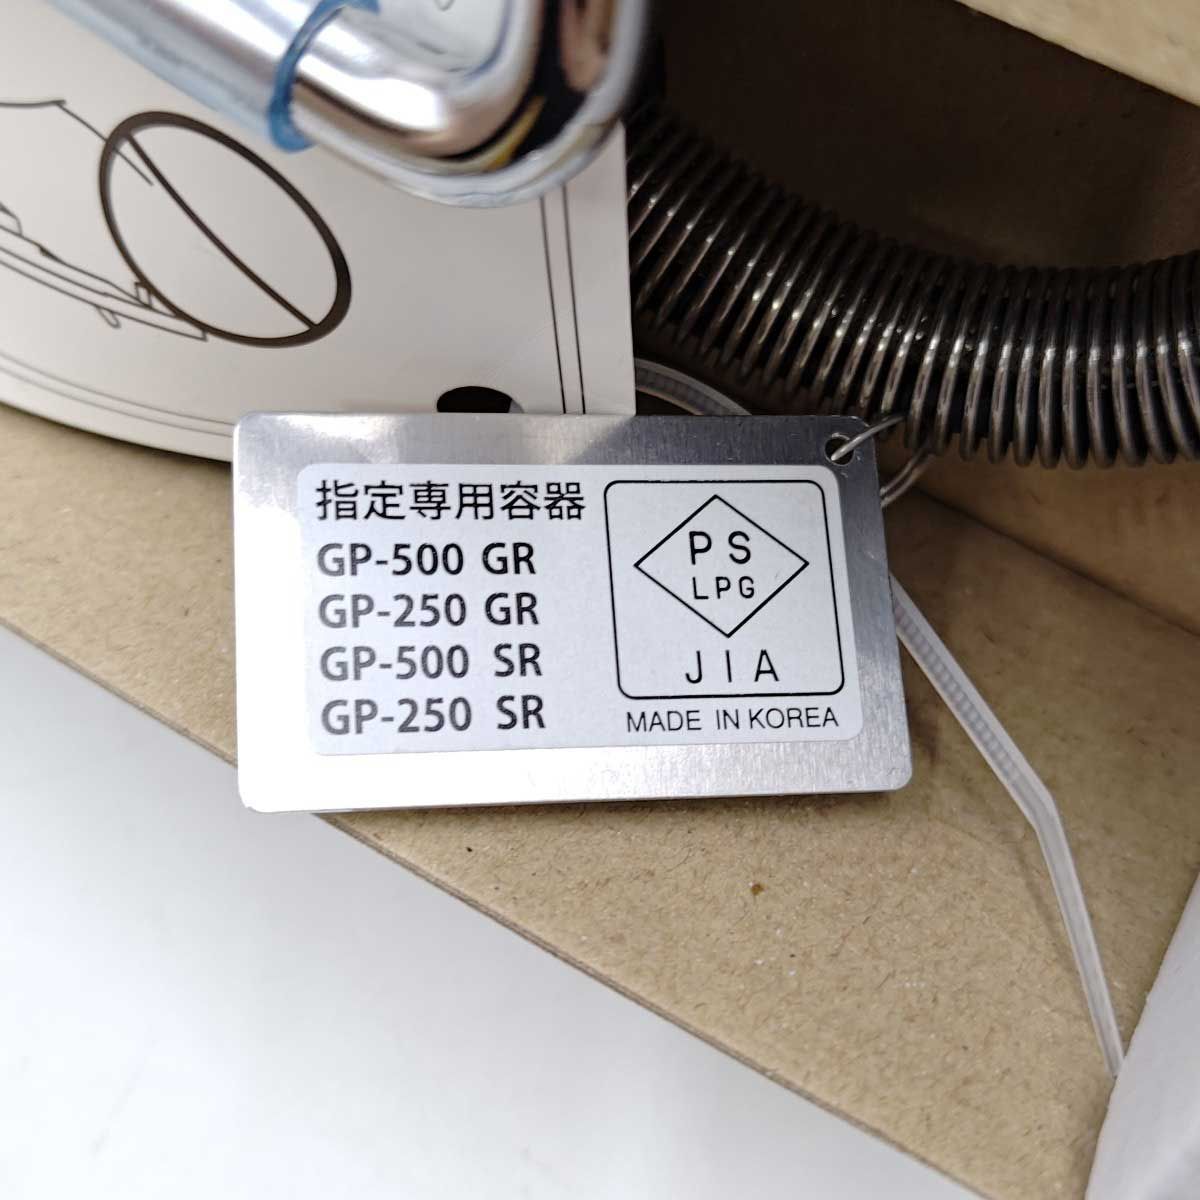 指定専用容器
GP-500 GR
GP-250 GR
GP-500 SR
GP-250 SR
PS
LPG
JIA
MADE IN KOREA